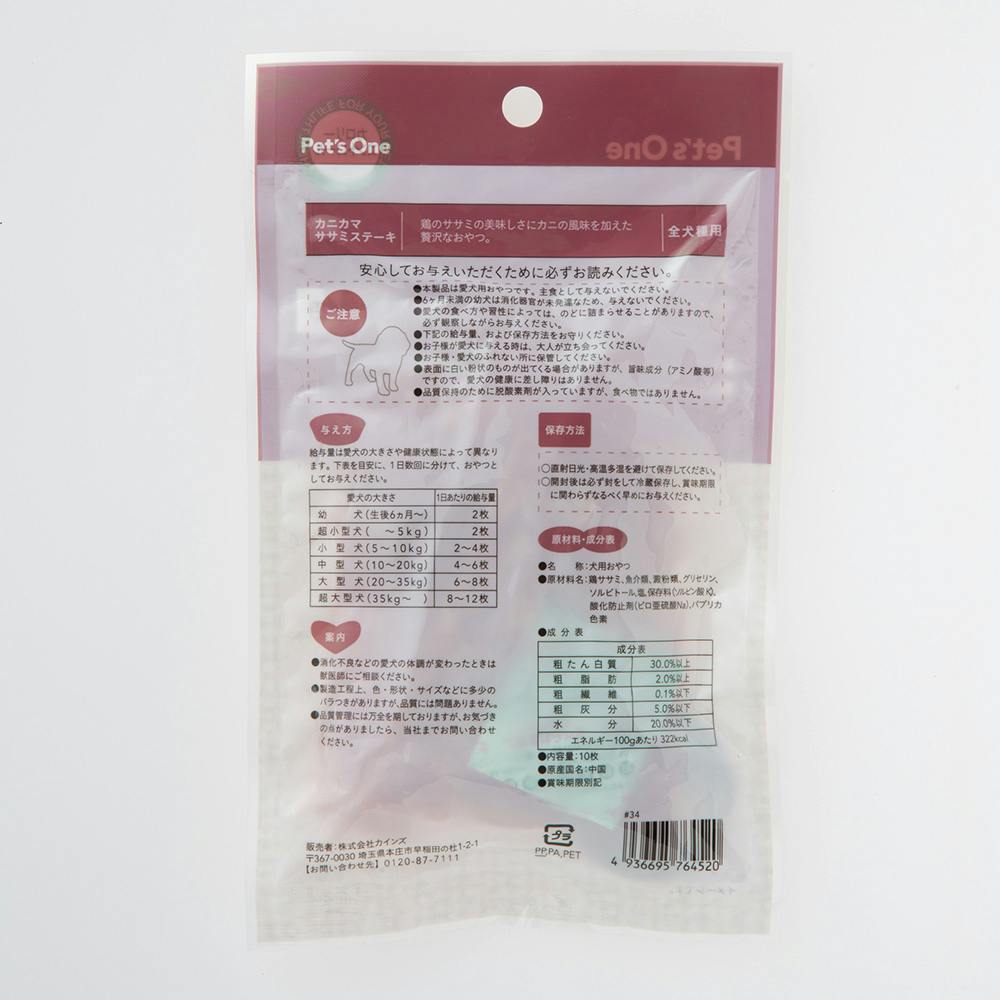 Pet's One
Pet's One
カニカマ
ササミステーキ
鶏のササミの美味しさにカニの風味を加えた
贅沢なおやつ。
全犬種用
安心してお与えいただくために必ずお読みください。
ご注意
●本製品は愛犬用おやつです。主食として与えないでください。
●6ヶ月未満の幼犬は消化器官が未発達なため、与えないでください。
●愛犬の食べ方や習性によっては、のどに詰まらせることがありますので、
必ず観察しながらお与えください。
●下記の給与量、および保存方法をお守りください。
●お子様が愛犬に与える時は、大人が立ち会ってください。
●お子様・愛犬のふれない所に保管してください。
●表面に白い粉状のものが出てくる場合がありますが、旨味成分(アミノ酸等)
ですので、愛犬の健康に差し障りはありません。
●品質保持のために脱酸素剤が入っていますが、食べ物ではありません。
与え方
給与量は愛犬の大きさや健康状態によって異なり
ます。下表を目安に、1日数回に分けて、おやつと
してお与えください。
愛犬の大きさ 1日あたりの給与量
幼 犬(生後6ヵ月〜) 2枚
超小型犬( 〜5kg) 2枚
小 型 犬(5〜10kg) 2〜4枚
中 型 犬(10〜20kg) 4〜6枚
大 型 犬(20〜35kg) 6〜8枚
超大型犬(35kg〜 ) 8〜12枚
案内
●消化不良などの愛犬の体調が変わったときは
獣医師にご相談ください。
●製造工程上、色・形状・サイズなどに多少の
バラつきがありますが、品質には問題ありません。
●品質管理には万全を期しておりますが、お気づき
の点がありましたら、当社までお問い合わせ
ください。
保存方法
○直射日光・高温多湿を避けて保存してください。
○開封後は必ず封をして冷蔵保存し、賞味期限
に関わらずなるべく早めにお与えください。
原材料・成分表
●名 称:犬用おやつ
●原材料名:鶏ササミ、魚介類、澱粉類、グリセリン、
ソルビトール、塩、保存料(ソルビン酸K)、
酸化防止剤(ピロ亜硫酸Na)、パプリカ
色素
●成 分 表
成分表
粗たん白質 30.0%以上
粗 脂 肪 2.0%以上
粗 繊 維 0.1%以下
粗 灰 分 5.0%以下
水 分 20.0%以下
エネルギー100gあたり 322kcal
●内容量:10枚
●原産国名:中国
●賞味期限別記
販売者:株式会社カインズ
〒367-0030 埼玉県本庄市早稲田の杜1-2-1
【お問い合わせ先】0120-87-7111
プラ
PP,PA,PET
#34
4 936695 764520
イメージです。